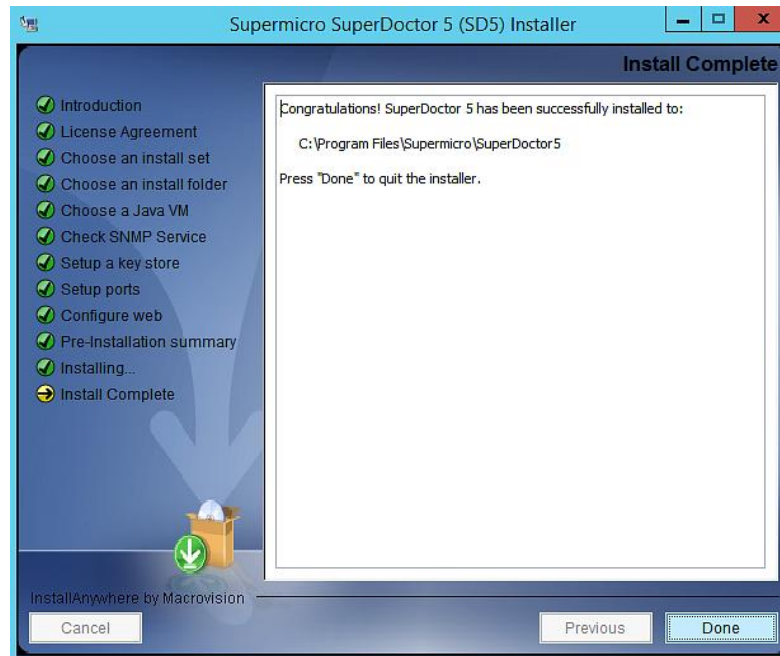 Supermicro SuperDoctor 5 (SD5) Installer
Install Complete
Introduction
License Agreement
Choose an install set
Choose an install folder
Choose a Java VM
Check SNMP Service
Setup a key store
Setup ports
Configure web
Pre-Installation summary
Installing...
Install Complete
Congratulations! SuperDoctor 5 has been successfully installed to:
C:\Program Files\Supermicro\SuperDoctor5
Press "Done" to quit the installer.
InstallAnywhere by Macrovision
Cancel
Previous
Done